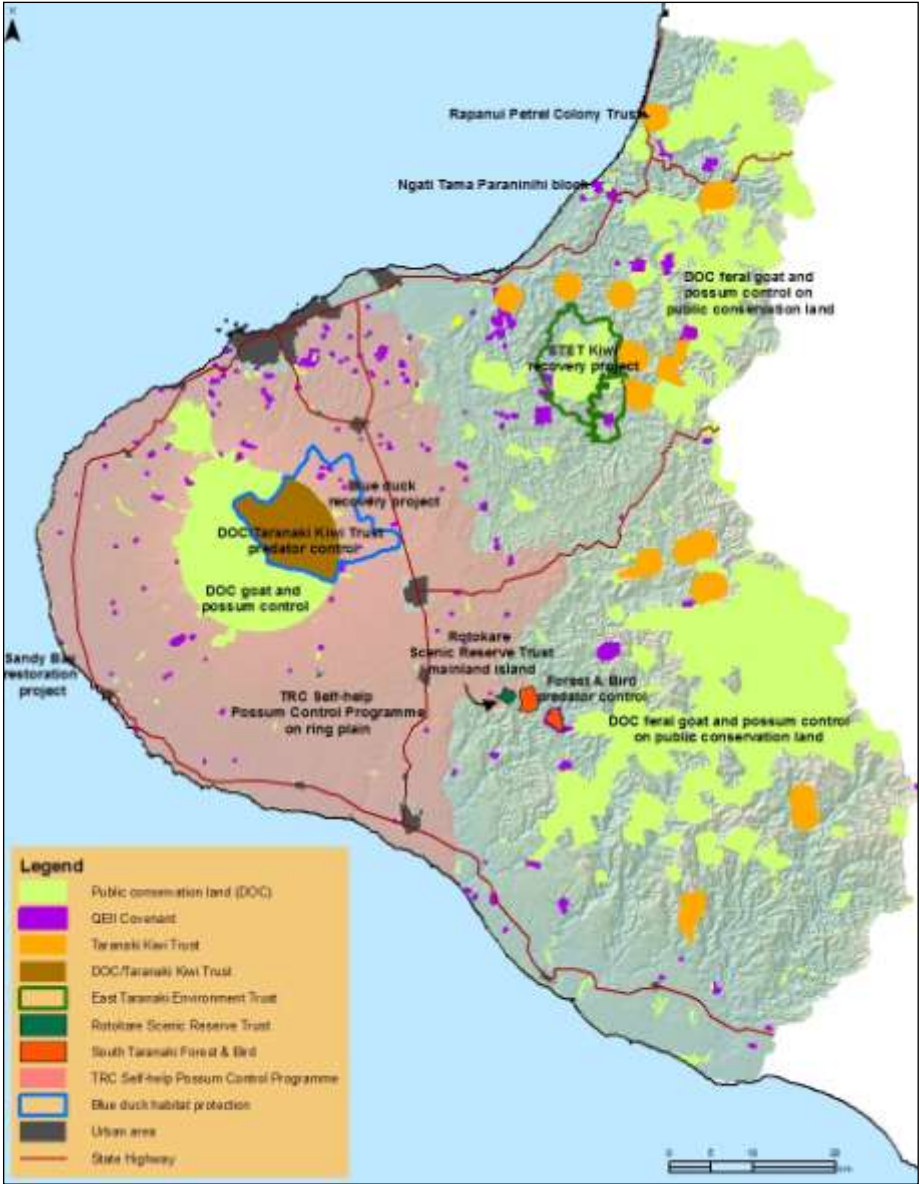 Rapanui Petrel Colony Trust
Ngati Tama Paraninihi block
DOC feral goat and
possum control on
public conservation land
ETET Kiwi
recovery project
Blue duck
recovery project
DOC/Taranaki Kiwi Trust
predator control
DOC goat and
possum control
Rotokare
Scenic Reserve Trust
mainland island
Sandy Bay
restoration
project
Forest & Bird
predator control
TRC Self-help
Possum Control Programme
on ring plain
DOC feral goat and possum control
on public conservation land
Legend
Public conservation land (DOC)
QEII Covenant
Taranaki Kiwi Trust
DOC/Taranaki Kiwi Trust
East Taranaki Environment Trust
Rotokare Scenic Reserve Trust
South Taranaki Forest & Bird
TRC Self-help Possum Control Programme
Blue duck habitat protection
Urban area
State Highway
0 5 10 20